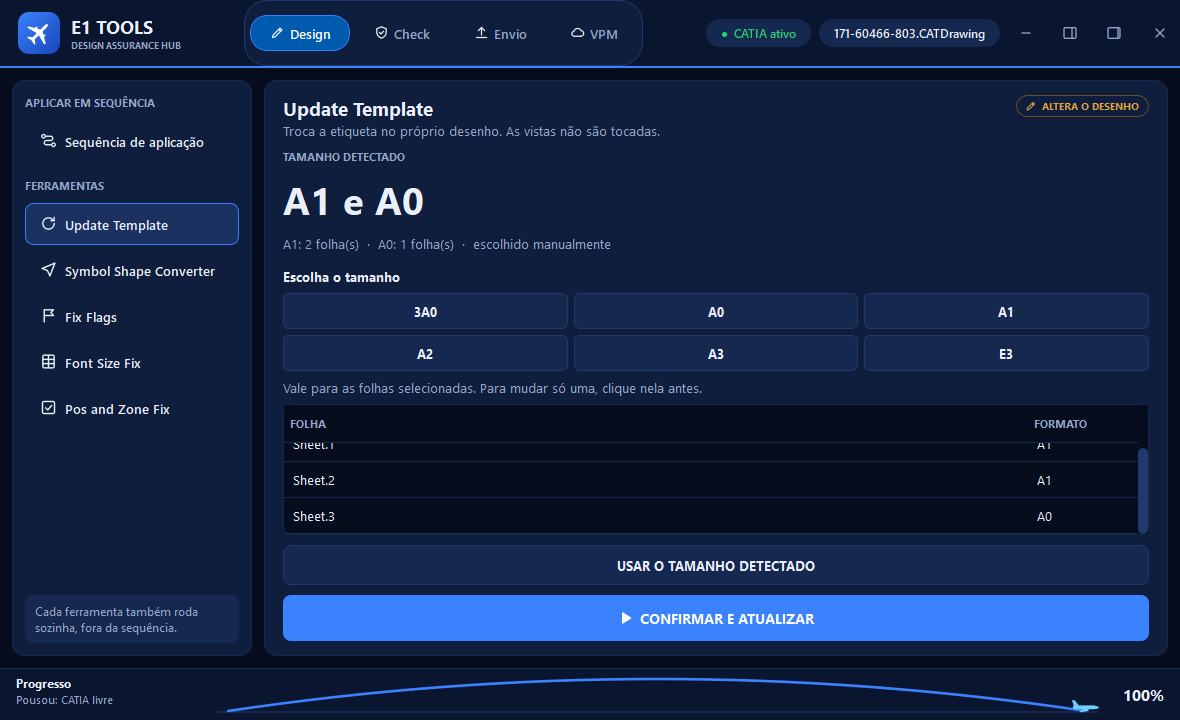 E1 TOOLS
DESIGN ASSURANCE HUB
Design
Check
Envio
VPM
CATIA ativo
171-60466-803.CATDrawing
APLICAR EM SEQUÊNCIA
Sequência de aplicação
FERRAMENTAS
Update Template
Symbol Shape Converter
Fix Flags
Font Size Fix
Pos and Zone Fix
Cada ferramenta também roda
sozinha, fora da sequência.
Update Template
ALTERA O DESENHO
Troca a etiqueta no próprio desenho. As vistas não são tocadas.
TAMANHO DETECTADO
A1 e A0
A1: 2 folha(s) · A0: 1 folha(s) · escolhido manualmente
Escolha o tamanho
3A0 A0 A1
A2 A3 E3
Vale para as folhas selecionadas. Para mudar só uma, clique nela antes.
FOLHA FORMATO
Sheet.1 A1
Sheet.2 A1
Sheet.3 A0
USAR O TAMANHO DETECTADO
CONFIRMAR E ATUALIZAR
Progresso
Pousou: CATIA livre
100%